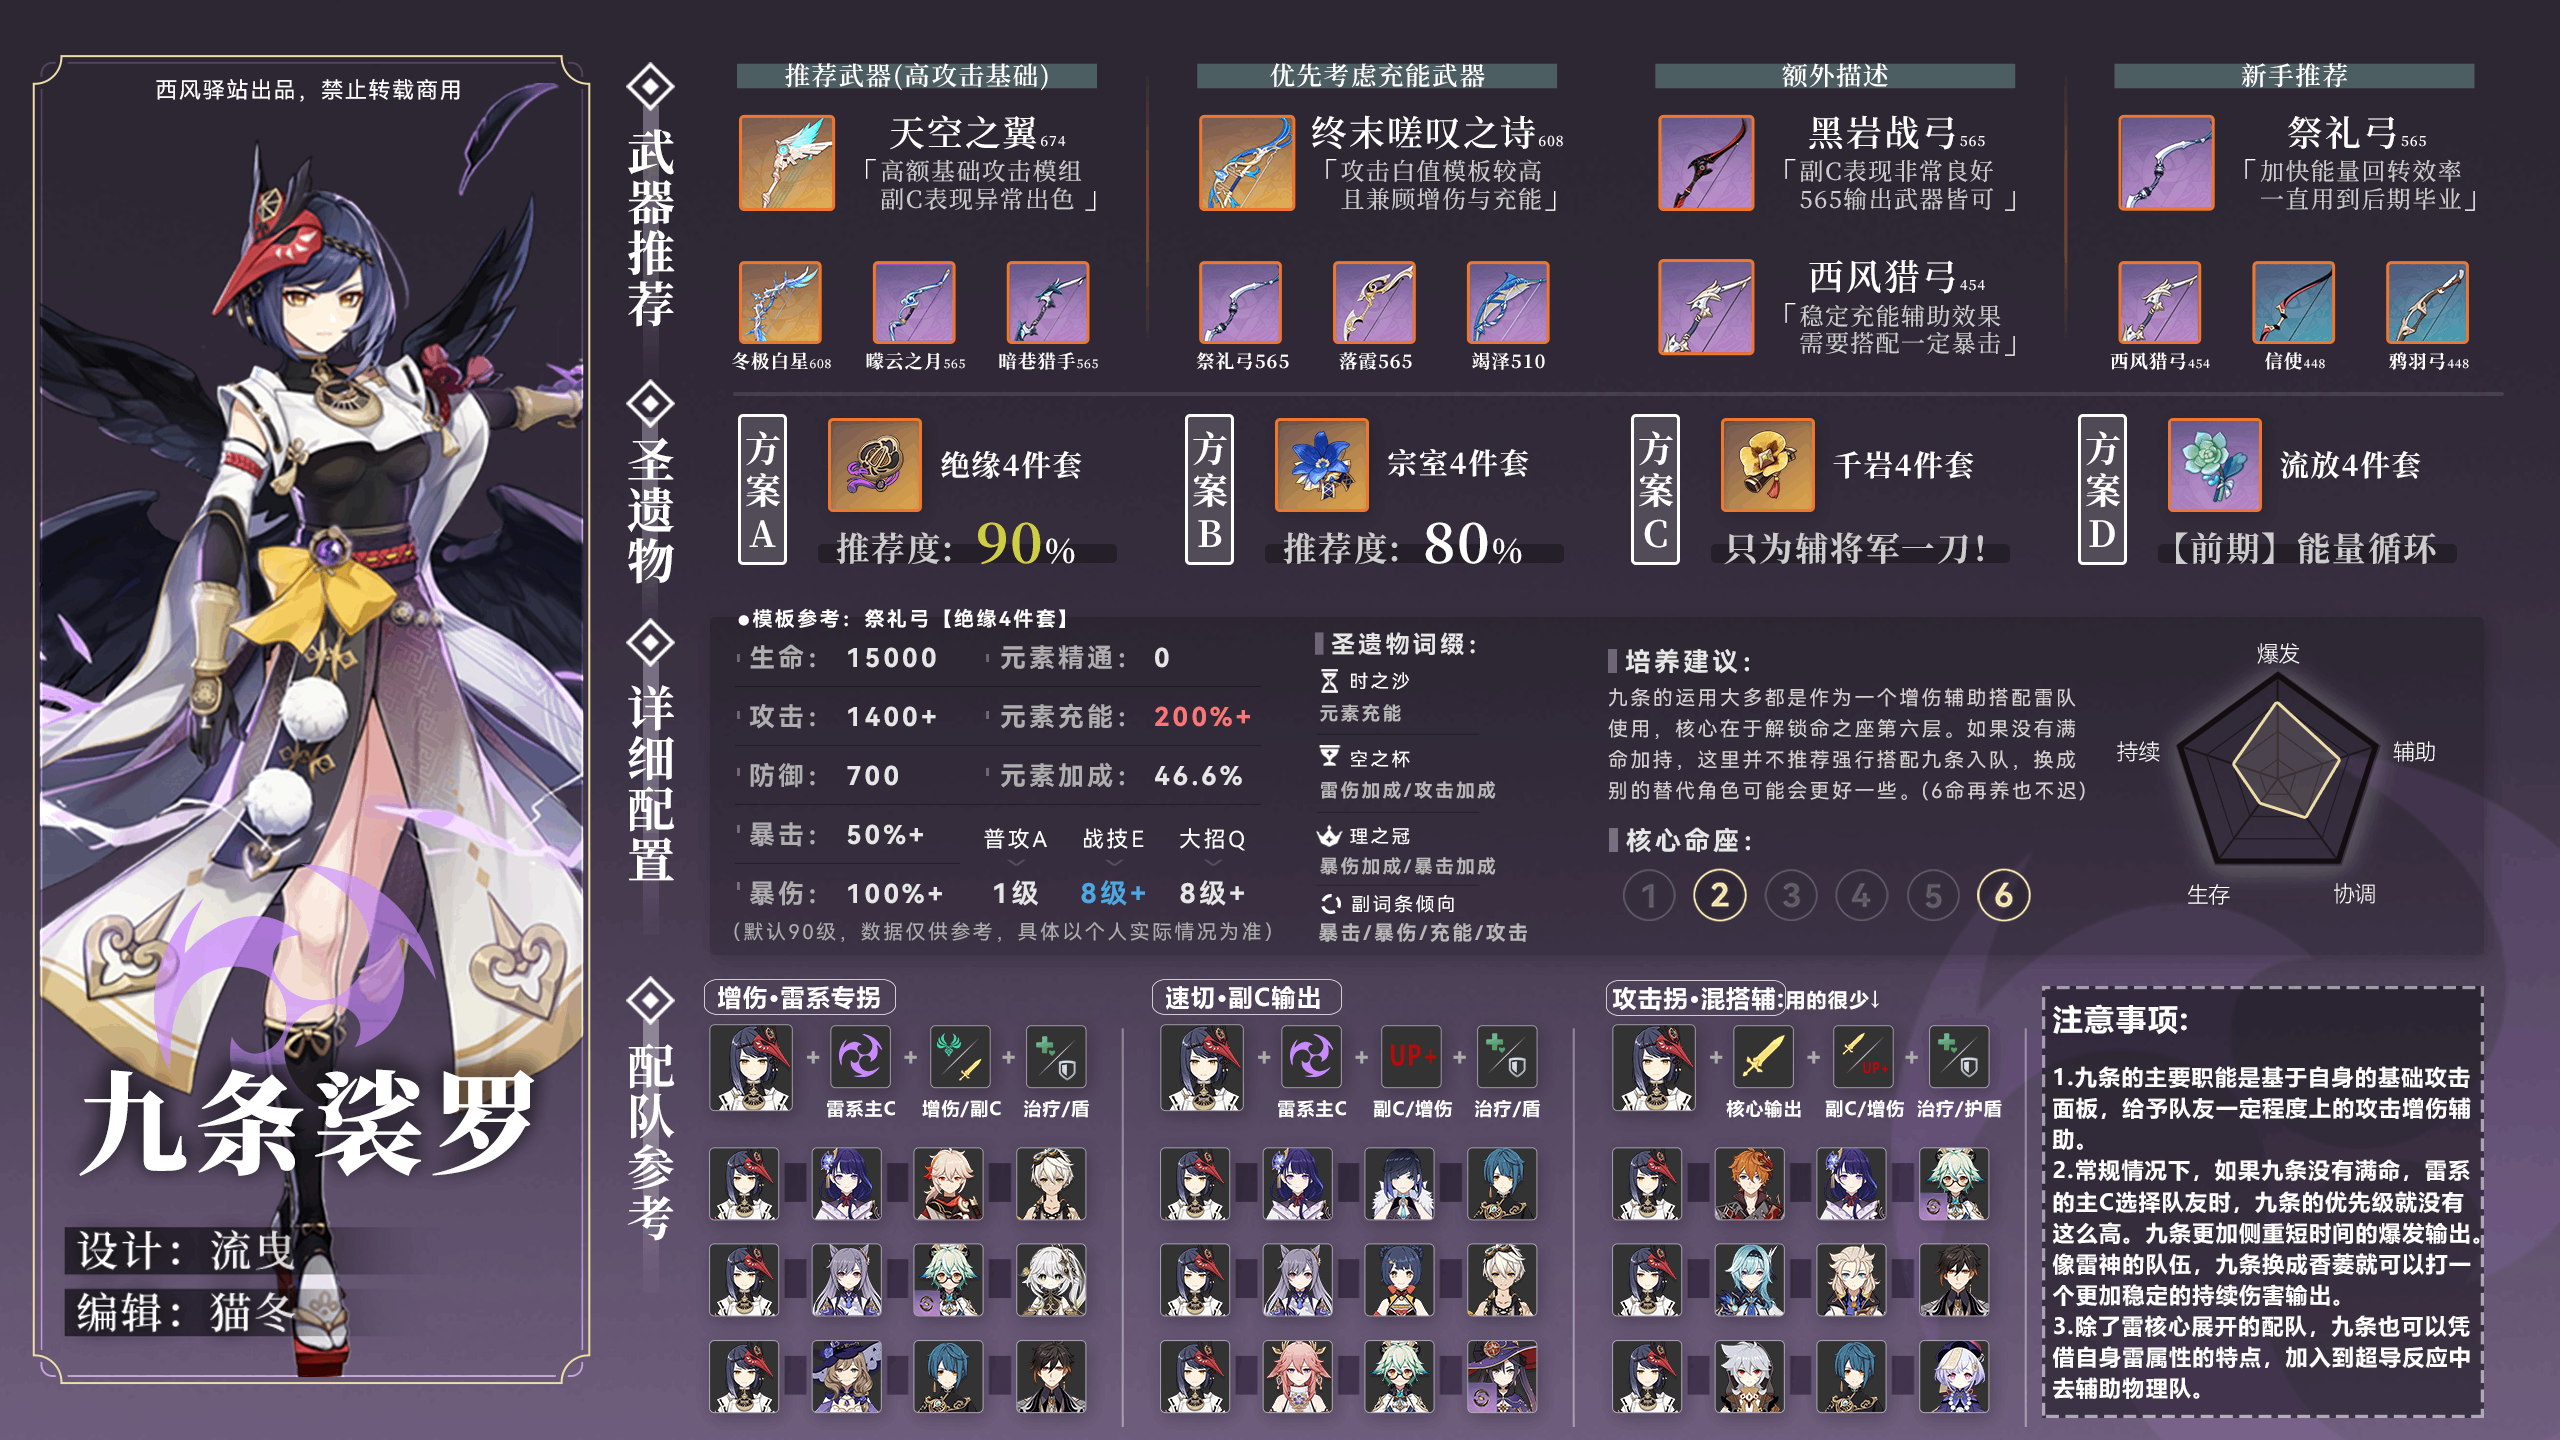 西风驿站出品，禁止转载商用
九条裟罗
设计：流曳
编辑：猫冬
武器推荐
推荐武器(高攻击基础)
天空之翼674
「高额基础攻击模组
副C表现异常出色」
冬极白星608
曚云之月565
暗巷猎手565
优先考虑充能武器
终末嗟叹之诗608
「攻击白值模板较高
且兼顾增伤与充能」
祭礼弓565
落霞565
竭泽510
额外描述
黑岩战弓565
「副C表现非常良好
565输出武器皆可」
西风猎弓454
「稳定充能辅助效果
需要搭配一定暴击」
新手推荐
祭礼弓565
「加快能量回转效率
一直用到后期毕业」
西风猎弓454
信使448
鸦羽弓448
圣遗物
方案A
绝缘4件套
推荐度：90%
方案B
宗室4件套
推荐度：80%
方案C
千岩4件套
只为辅将军一刀！
方案D
流放4件套
【前期】能量循环
详细配置
●模板参考：祭礼弓【绝缘4件套】
生命：15000
元素精通：0
攻击：1400+
元素充能：200%+
防御：700
元素加成：46.6%
暴击：50%+
普攻A 战技E 大招Q
暴伤：100%+
1级 8级+ 8级+
(默认90级，数据仅供参考，具体以个人实际情况为准)
圣遗物词缀：
时之沙
元素充能
空之杯
雷伤加成/攻击加成
理之冠
暴伤加成/暴击加成
副词条倾向
暴击/暴伤/充能/攻击
培养建议：
九条的运用大多都是作为一个增伤辅助搭配雷队
使用，核心在于解锁命之座第六层。如果没有满
命加持，这里并不推荐强行搭配九条入队，换成
别的替代角色可能会更好一些。(6命再养也不迟)
核心命座：
1 2 3 4 5 6
爆发
辅助
协调
生存
持续
配队参考
增伤•雷系专拐
+ + +
雷系主C 增伤/副C 治疗/盾
速切•副C输出
+ + UP+ +
雷系主C 副C/增伤 治疗/盾
攻击拐•混搭辅:用的很少↓
+ + UP+ +
核心输出 副C/增伤 治疗/护盾
注意事项:
1.九条的主要职能是基于自身的基础攻击
面板，给予队友一定程度上的攻击增伤辅
助。
2.常规情况下，如果九条没有满命，雷系
的主C选择队友时，九条的优先级就没有
这么高。九条更加侧重短时间的爆发输出。
像雷神的队伍，九条换成香菱就可以打一
个更加稳定的持续伤害输出。
3.除了雷核心展开的配队，九条也可以凭
借自身雷属性的特点，加入到超导反应中
去辅助物理队。